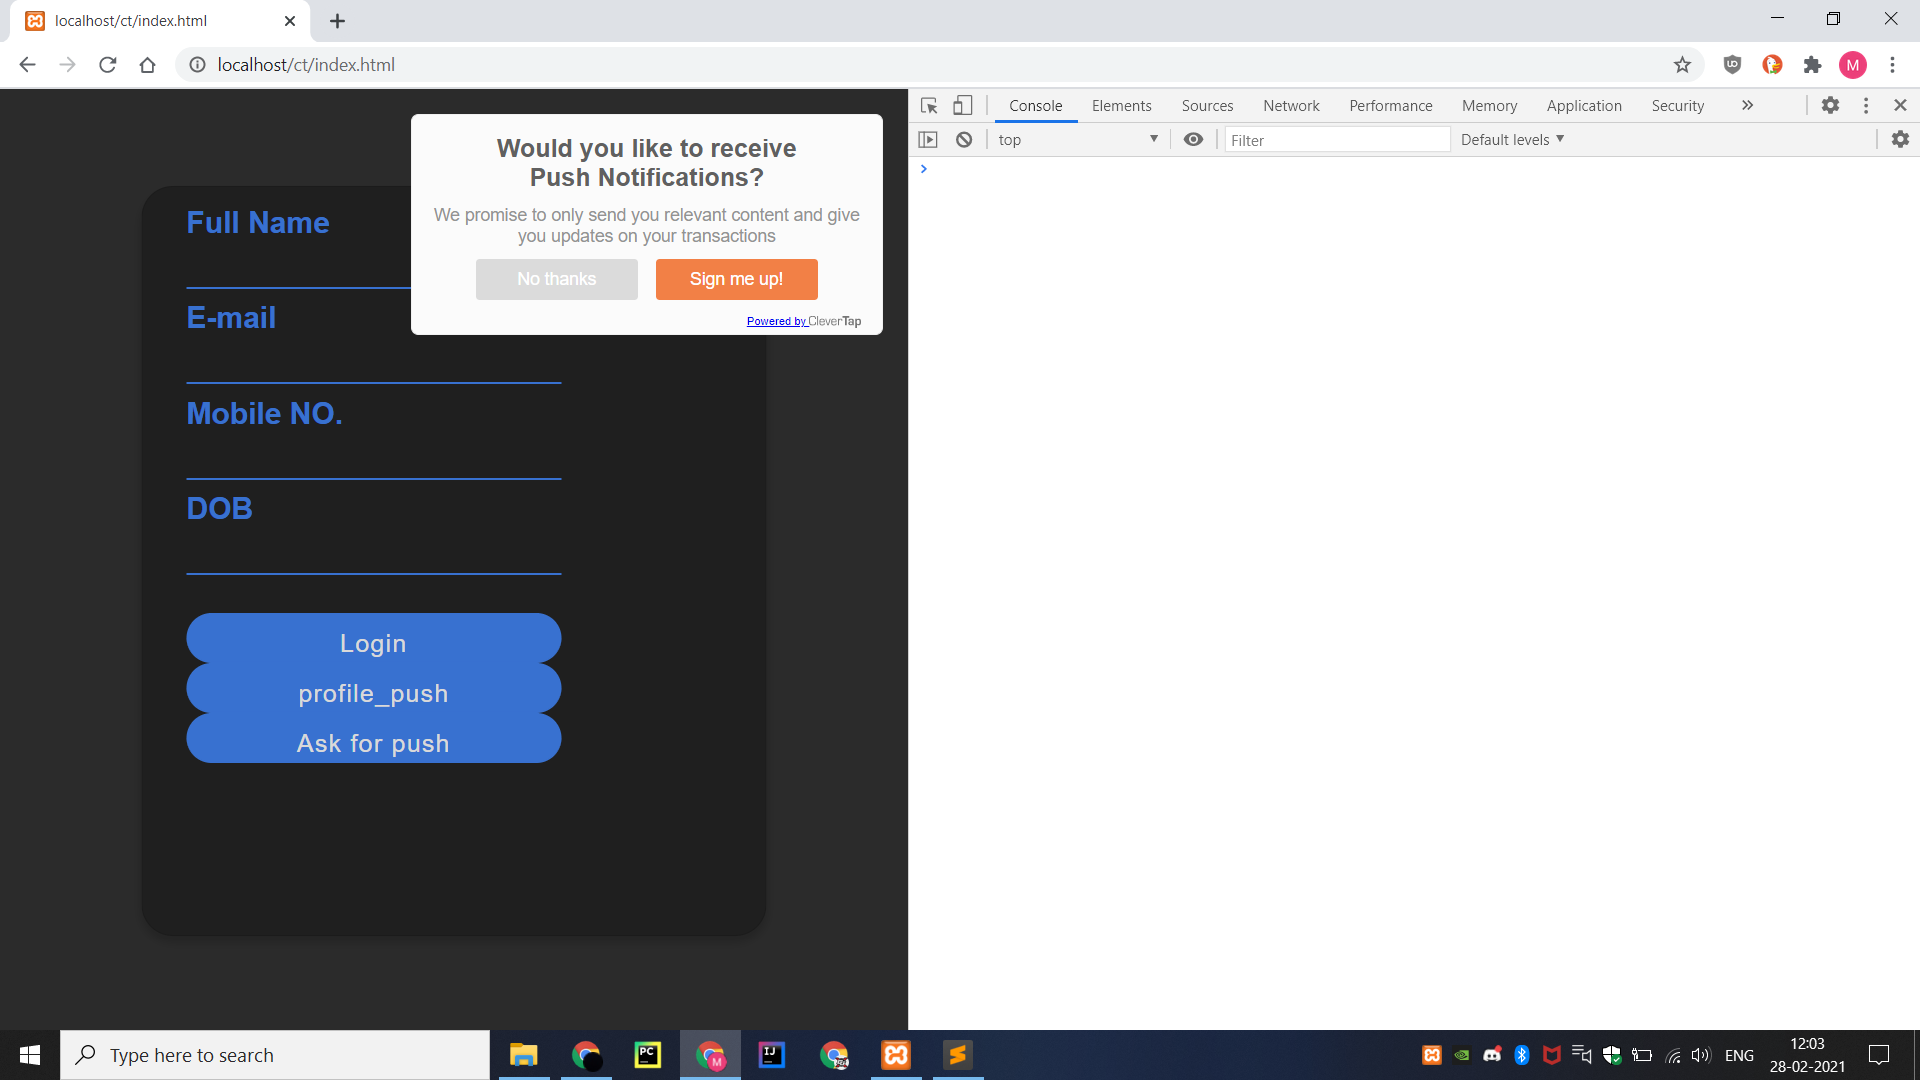 localhost/ct/index.html
localhost/ct/index.html
M
Console Elements Sources Network Performance Memory Application Security
top Filter Default levels
Would you like to receive
Push Notifications?
We promise to only send you relevant content and give
you updates on your transactions
No thanks Sign me up!
Powered by CleverTap
Full Name
E-mail
Mobile NO.
DOB
Login
profile_push
Ask for push
Type here to search
PC
M
IJ
ENG
12:03
28-02-2021